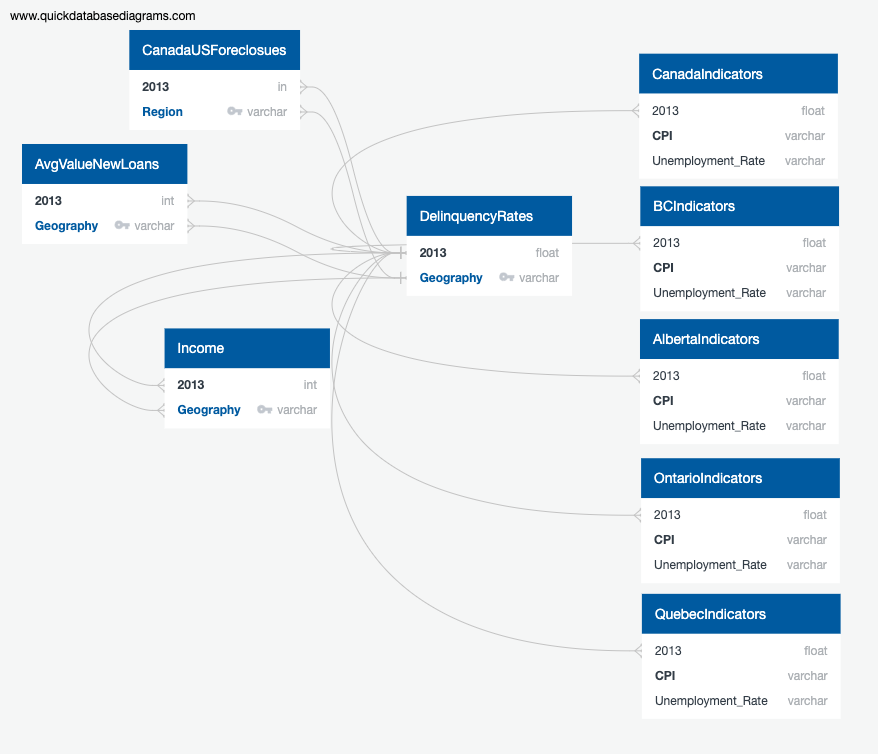 www.quickdatabasediagrams.com
CanadaUSForeclosues
2013 in
Region varchar
AvgValueNewLoans
2013 int
Geography varchar
Income
2013 int
Geography varchar
DelinquencyRates
2013 float
Geography varchar
CanadaIndicators
2013 float
CPI varchar
Unemployment_Rate varchar
BCIndicators
2013 float
CPI varchar
Unemployment_Rate varchar
AlbertaIndicators
2013 float
CPI varchar
Unemployment_Rate varchar
OntarioIndicators
2013 float
CPI varchar
Unemployment_Rate varchar
QuebecIndicators
2013 float
CPI varchar
Unemployment_Rate varchar